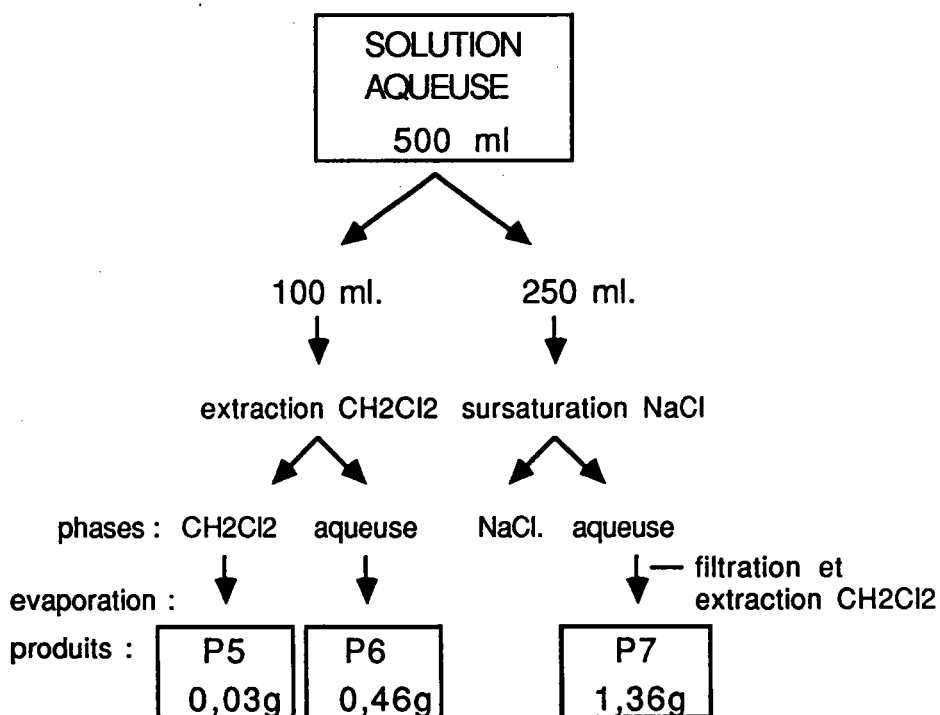 SOLUTION
AQUEUSE
500 ml
100 ml. 250 ml.
extraction CH2Cl2 sursaturation NaCl
phases : CH2Cl2 aqueuse NaCl. aqueuse
filtration et
extraction CH2Cl2
evaporation :
produits : P5 P6 P7
0,03g 0,46g 1,36g